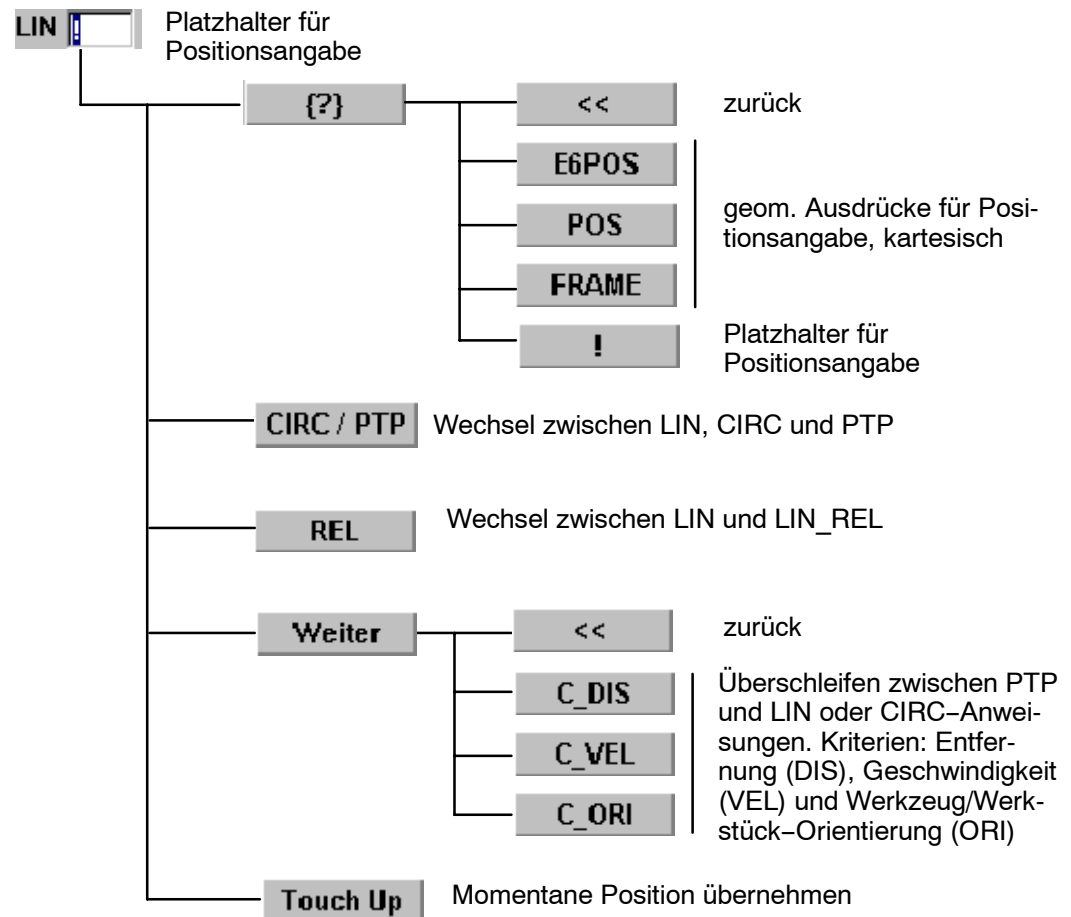 LIN !
Platzhalter für
Positionsangabe
{?}
<<
zurück
E6POS
POS
FRAME
geom. Ausdrücke für Posi-
tionsangabe, kartesisch
!
Platzhalter für
Positionsangabe
CIRC / PTP
Wechsel zwischen LIN, CIRC und PTP
REL
Wechsel zwischen LIN und LIN_REL
Weiter
<<
zurück
C_DIS
C_VEL
C_ORI
Überschleifen zwischen PTP
und LIN oder CIRC–Anwei-
sungen. Kriterien: Entfer-
nung (DIS), Geschwindigkeit
(VEL) und Werkzeug/Werk-
stück–Orientierung (ORI)
Touch Up
Momentane Position übernehmen